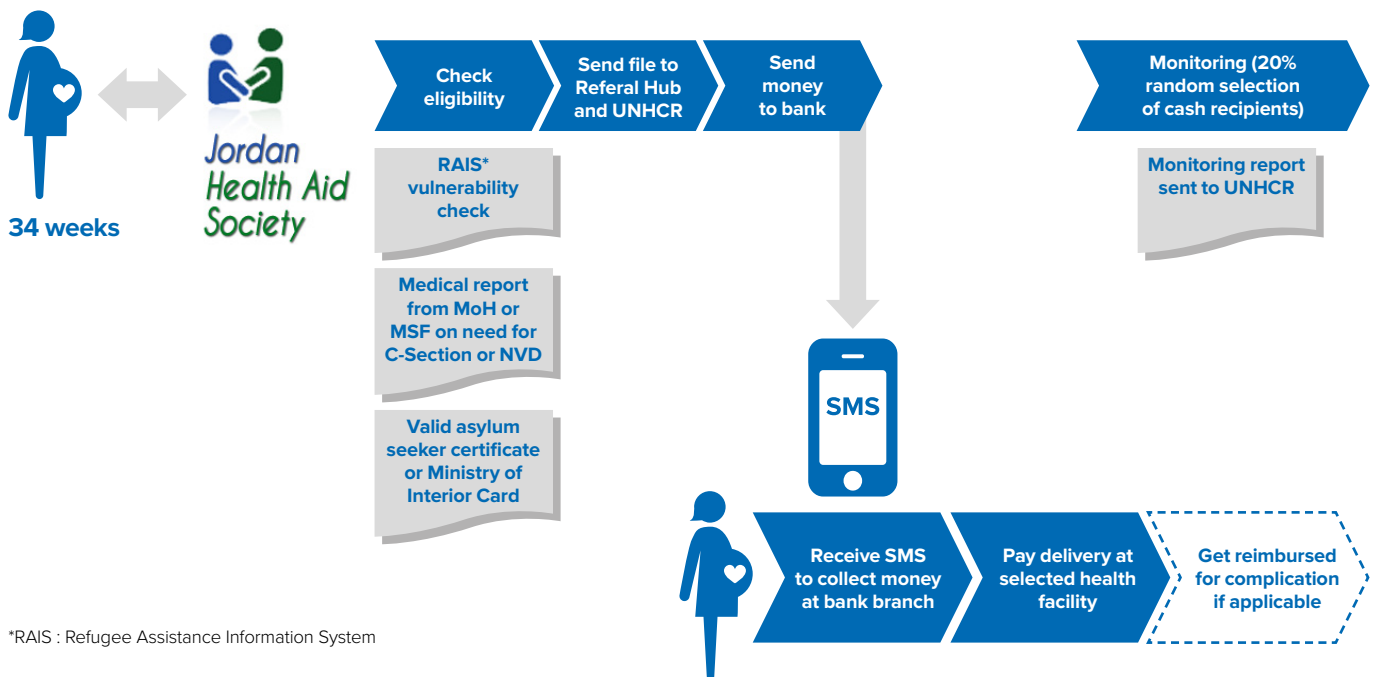 34 weeks
Jordan
Health Aid
Society
Check
eligibility
Send file to
Referal Hub
and UNHCR
Send
money
to bank
Monitoring (20%
random selection
of cash recipients)
RAIS*
vulnerability
check
Medical report
from MoH or
MSF on need for
C-Section or NVD
Valid asylum
seeker certificate
or Ministry of
Interior Card
Monitoring report
sent to UNHCR
SMS
Receive SMS
to collect money
at bank branch
Pay delivery at
selected health
facility
Get reimbursed
for complication
if applicable
*RAIS : Refugee Assistance Information System